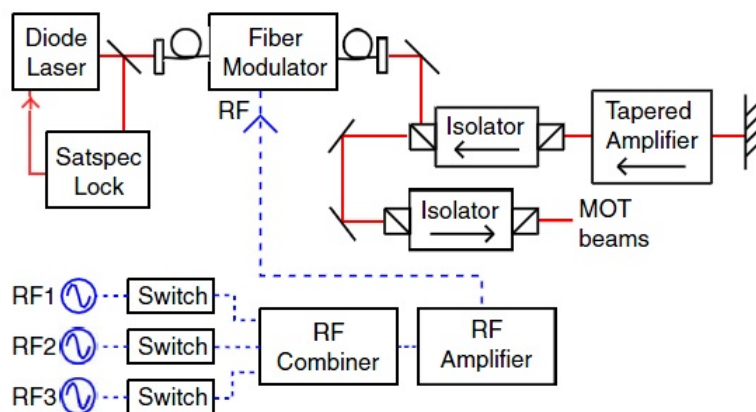 Diode
Laser
Fiber
Modulator
RF
Satspec
Lock
Isolator
Tapered
Amplifier
Isolator
MOT
beams
RF1
Switch
RF2
Switch
RF3
Switch
RF
Combiner
RF
Amplifier